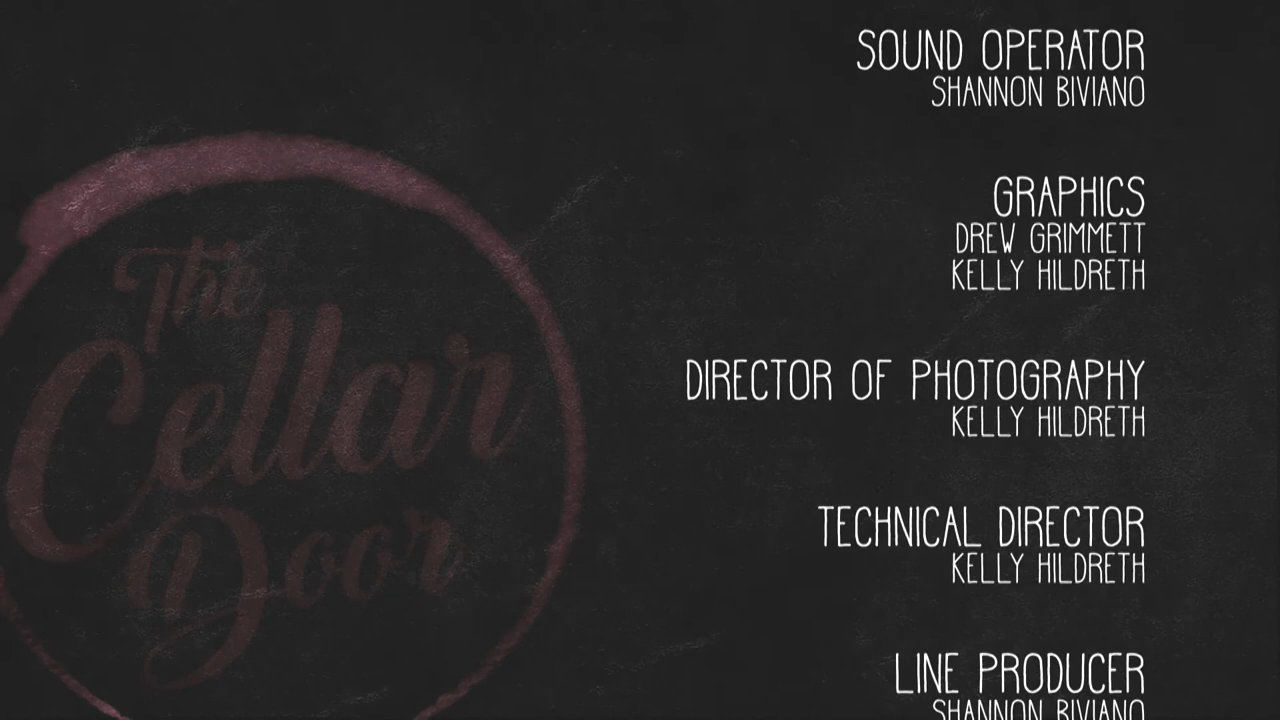 The
Cellar
Door
SOUND OPERATOR
SHANNON BIVIANO
GRAPHICS
DREW GRIMMETT
KELLY HILDRETH
DIRECTOR OF PHOTOGRAPHY
KELLY HILDRETH
TECHNICAL DIRECTOR
KELLY HILDRETH
LINE PRODUCER
SHANNON BIVIANO